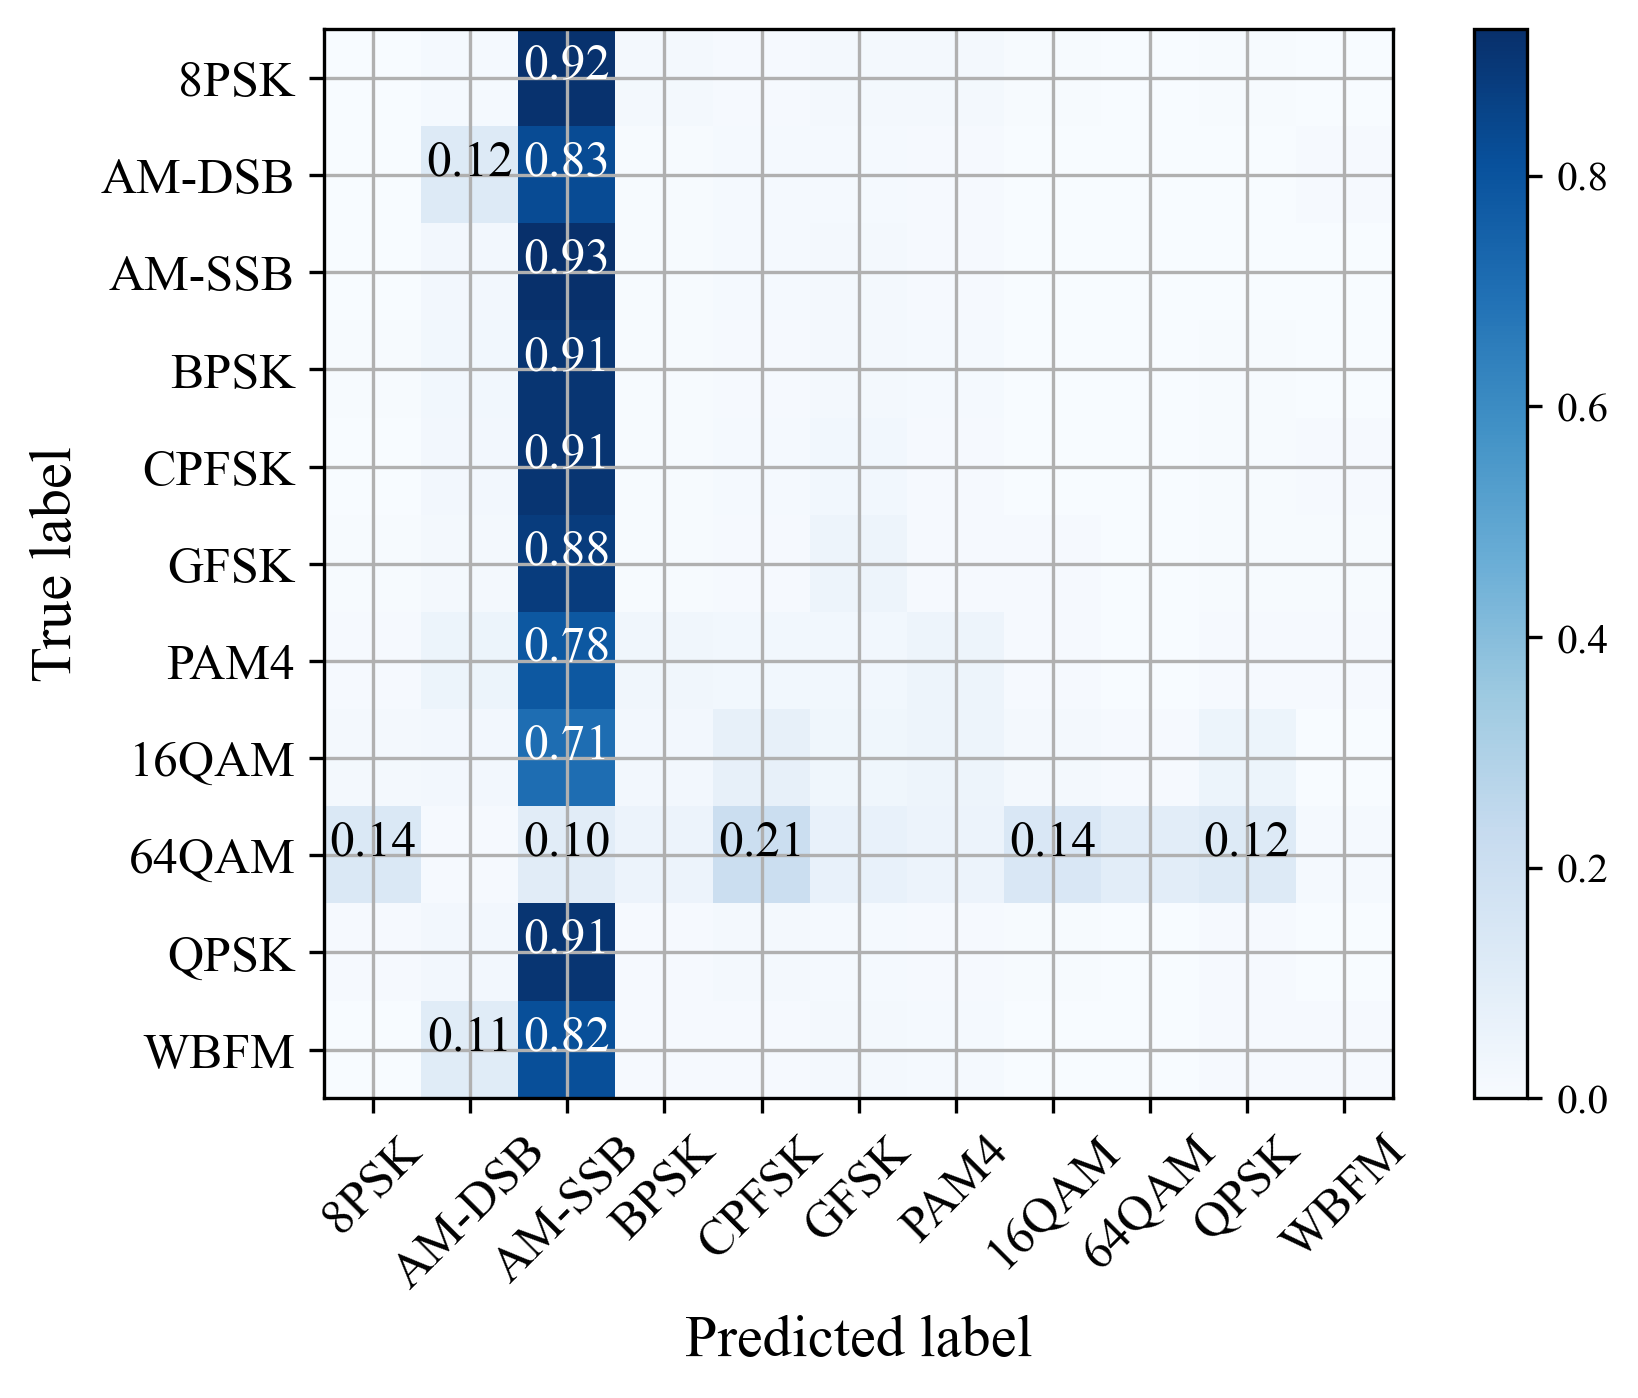 8PSK 0.92
AM-DSB 0.12 0.83 0.8
AM-SSB 0.93
BPSK 0.91 0.6
CPFSK 0.91
GFSK 0.88
PAM4 0.78 0.4
16QAM 0.71
64QAM 0.14 0.10 0.21 0.14 0.12 0.2
QPSK 0.91
WBFM 0.11 0.82 0.0
True label
8PSK AM-DSB AM-SSB BPSK CPFSK GFSK PAM4 16QAM 64QAM QPSK WBFM
Predicted label